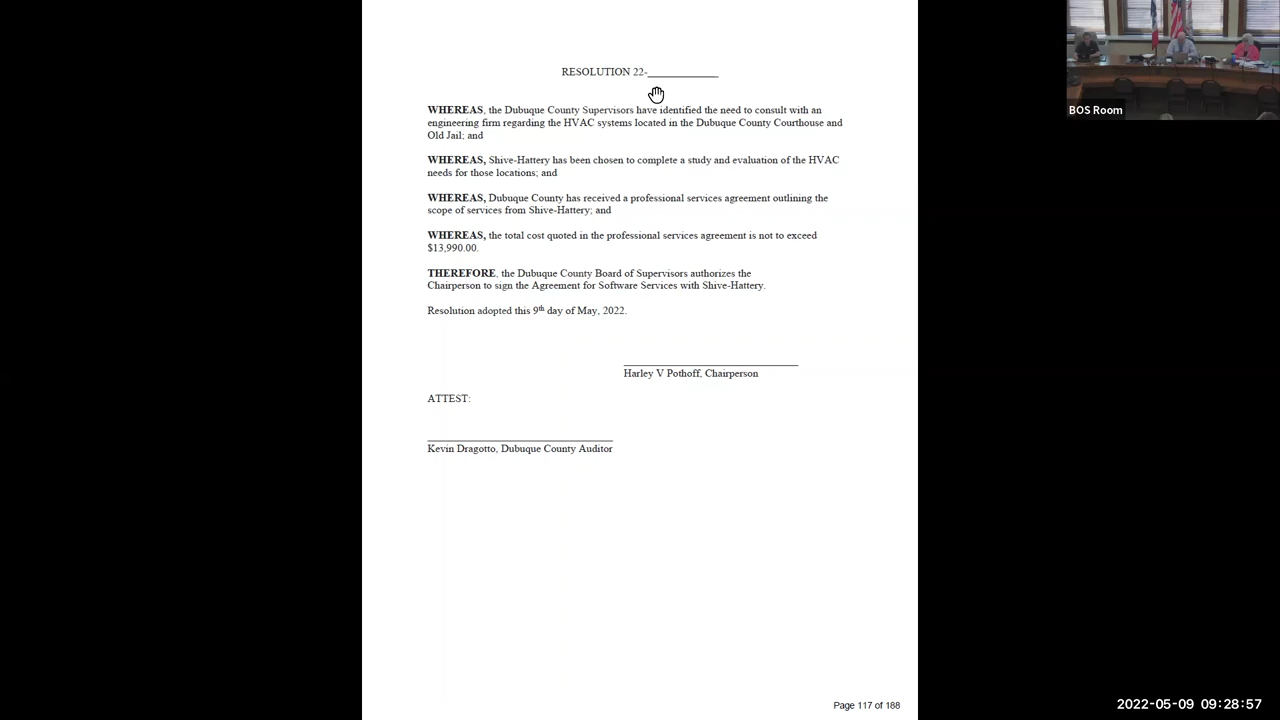 RESOLUTION 22-____________
WHEREAS, the Dubuque County Supervisors have identified the need to consult with an
engineering firm regarding the HVAC systems located in the Dubuque County Courthouse and
Old Jail; and
WHEREAS, Shive-Hattery has been chosen to complete a study and evaluation of the HVAC
needs for those locations; and
WHEREAS, Dubuque County has received a professional services agreement outlining the
scope of services from Shive-Hattery; and
WHEREAS, the total cost quoted in the professional services agreement is not to exceed
$13,990.00.
THEREFORE, the Dubuque County Board of Supervisors authorizes the
Chairperson to sign the Agreement for Software Services with Shive-Hattery.
Resolution adopted this 9th day of May, 2022.
Harley V Pothoff, Chairperson
ATTEST:
Kevin Dragotto, Dubuque County Auditor
Page 117 of 188
BOS Room
2022-05-09 09:28:57